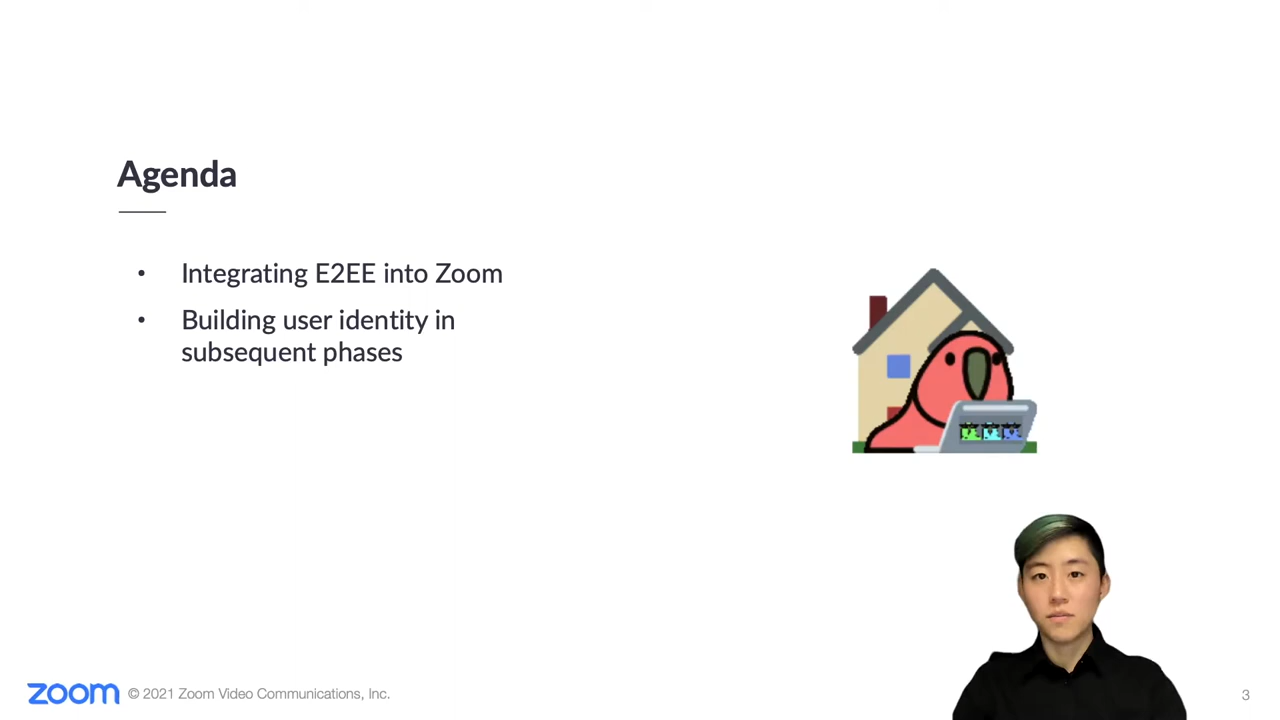 Agenda
• Integrating E2EE into Zoom
• Building user identity in
subsequent phases
zoom © 2021 Zoom Video Communications, Inc.
3